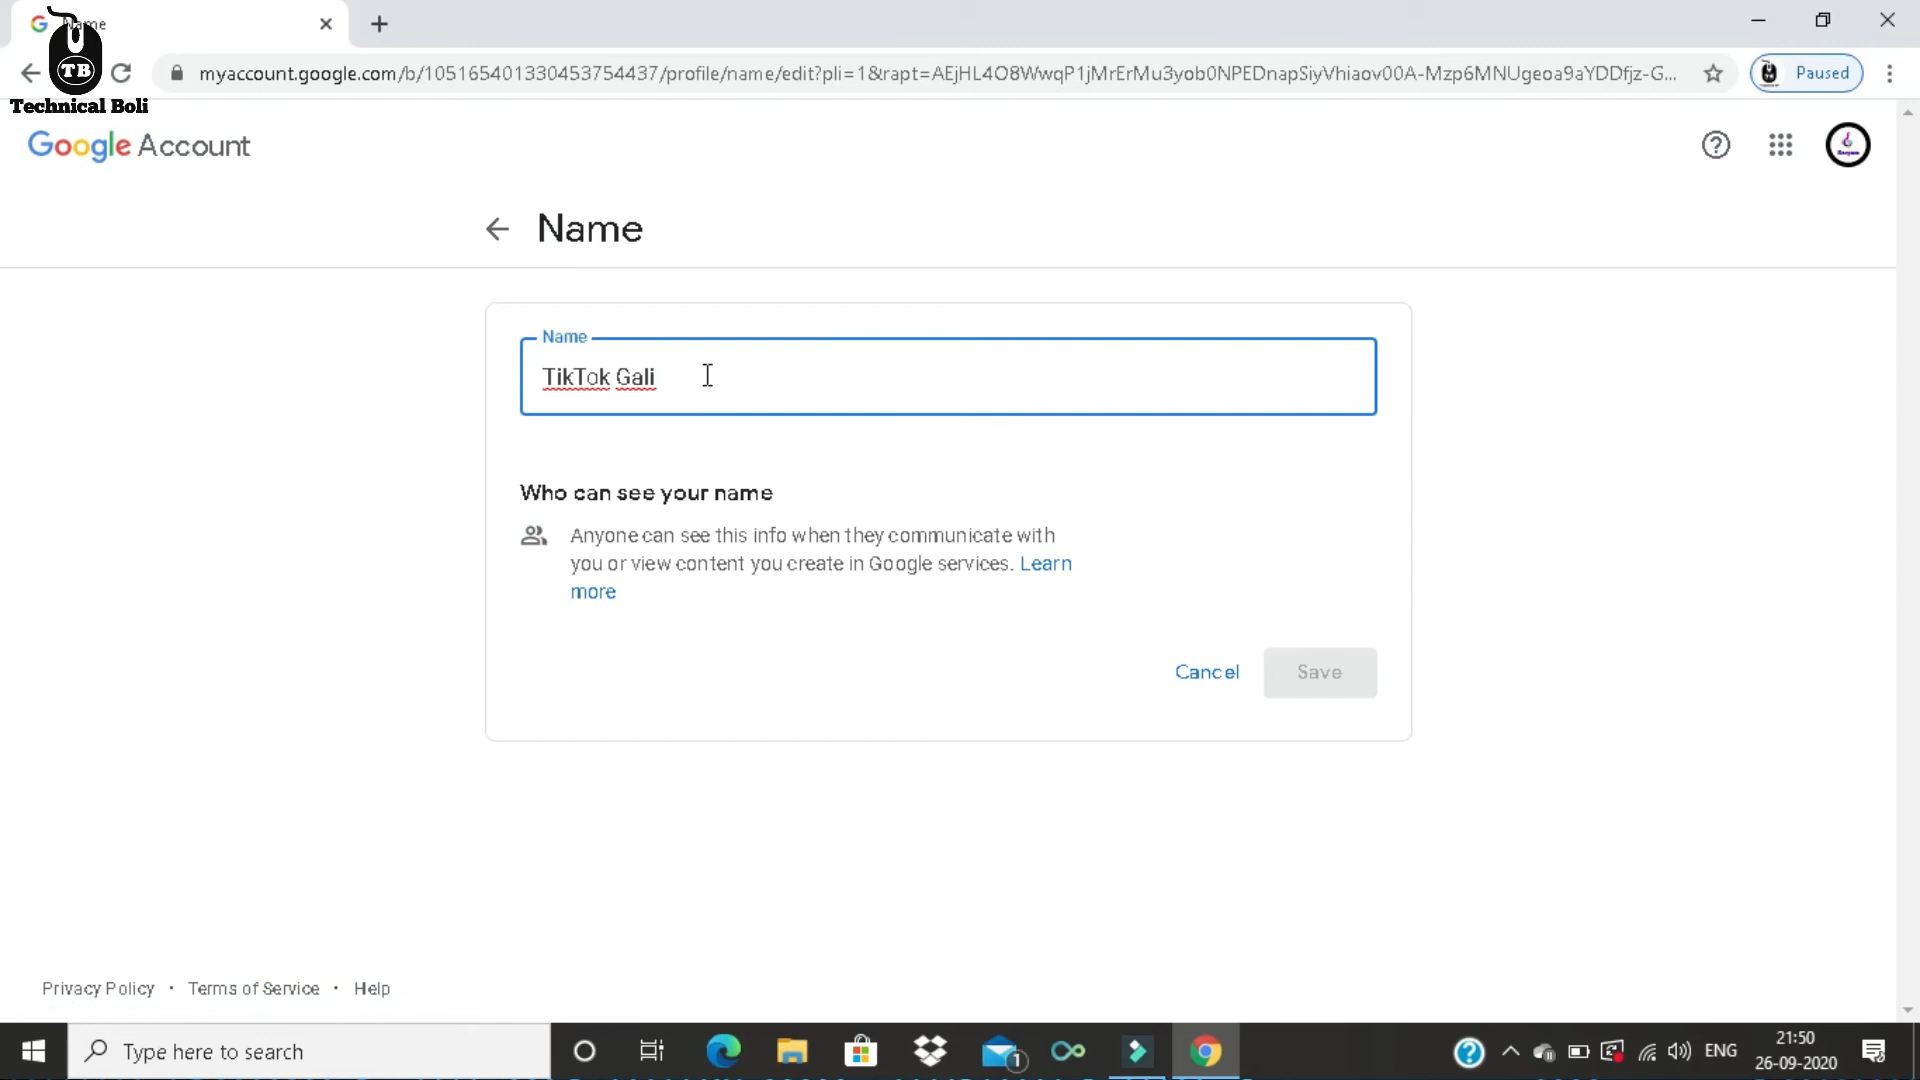 Name
TB
Technical Boli
myaccount.google.com/b/105165401330453754437/profile/name/edit?pli=1&rapt=AEjHL4O8WwqP1jMrErMu3yob0NPEDnapSiyVhiaov00A-Mzp6MNUgeoa9aYDDfjz-G...
Paused
Google Account
Name
Name
TikTok Gali
Who can see your name
Anyone can see this info when they communicate with
you or view content you create in Google services. Learn
more
Cancel
Save
Privacy Policy · Terms of Service · Help
Type here to search
1
ENG
21:50
26-09-2020